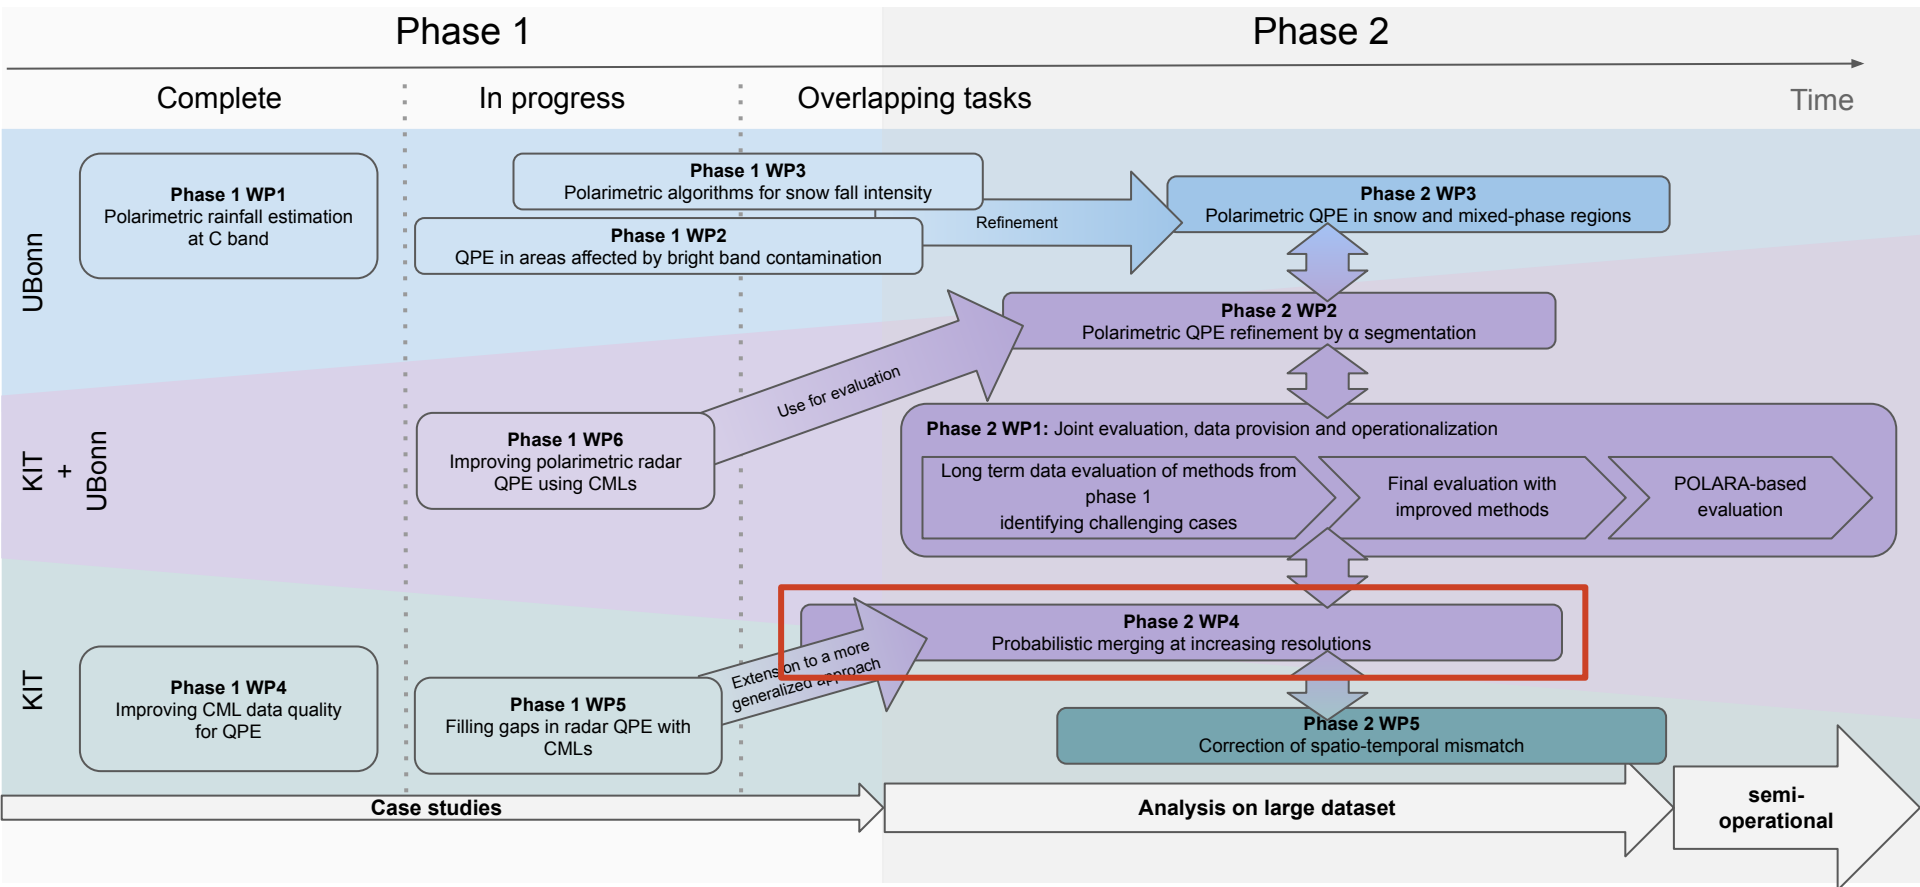 Phase 1
Phase 2
Complete
In progress
Overlapping tasks
Time
UBonn
Phase 1 WP1
Polarimetric rainfall estimation
at C band
Phase 1 WP3
Polarimetric algorithms for snow fall intensity
Phase 1 WP2
QPE in areas affected by bright band contamination
Refinement
Phase 2 WP3
Polarimetric QPE in snow and mixed-phase regions
Phase 2 WP2
Polarimetric QPE refinement by α segmentation
KIT
+
UBonn
Phase 1 WP6
Improving polarimetric radar
QPE using CMLs
Use for evaluation
Phase 2 WP1: Joint evaluation, data provision and operationalization
Long term data evaluation of methods from
phase 1
identifying challenging cases
Final evaluation with
improved methods
POLARA-based
evaluation
KIT
Phase 1 WP4
Improving CML data quality
for QPE
Phase 1 WP5
Filling gaps in radar QPE with
CMLs
Extension to a more
generalized approach
Phase 2 WP4
Probabilistic merging at increasing resolutions
Phase 2 WP5
Correction of spatio-temporal mismatch
Case studies
Analysis on large dataset
semi-
operational